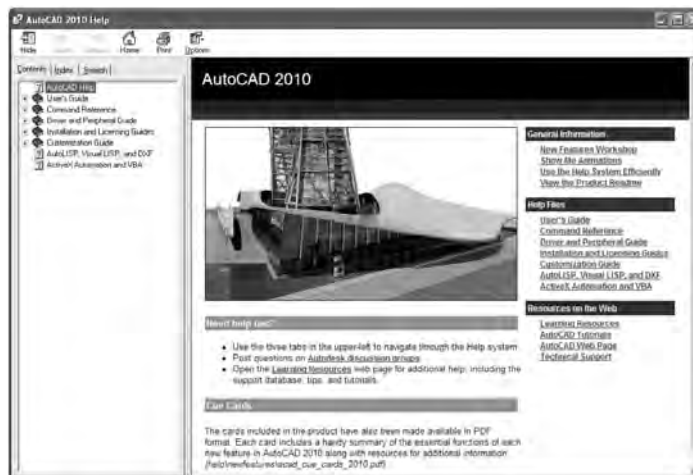 AutoCAD 2010 Help
Hide
Home
Print
Options
Contents
Index
Search
AutoCAD Help
User's Guide
Command Reference
Driver and Peripheral Guide
Installation and Licensing Guides
Customization Guide
AutoLISP, Visual LISP, and DXF
ActiveX Automation and VBA
AutoCAD 2010
Need help
Use the three tabs in the upper-left to navigate through the Help system
Post questions on Autodesk discussion groups
Open the Learning Resources web page for additional help, including the
support database, tips, and tutorials.
Cue Cards
The cards included in the product have also been made available in PDF
format. Each card includes a handy summary of the essential functions of each
new feature in AutoCAD 2010 along with resources for additional information
(help\newfeatures\acad_cue_cards_2010.pdf)
General Information
New Features Workshop
Show Me Animations
Use the Help System Efficiently
View the Product Readme
Help Files
User's Guide
Command Reference
Driver and Peripheral Guide
Installation and Licensing Guides
Customization Guide
AutoLISP, Visual LISP, and DXF
ActiveX Automation and VBA
Resources on the Web
Learning Resources
AutoCAD Tutorials
AutoCAD Web Page
Technical Support